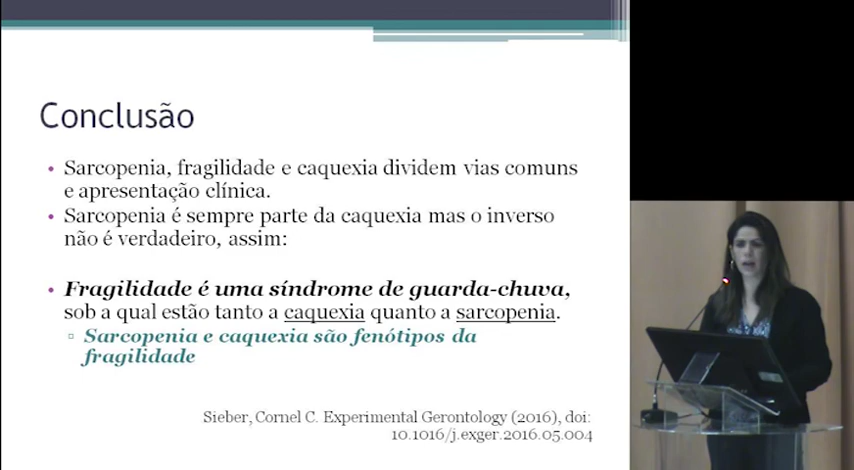 Conclusão
• Sarcopenia, fragilidade e caquexia dividem vias comuns
e apresentação clínica.
• Sarcopenia é sempre parte da caquexia mas o inverso
não é verdadeiro, assim:
• Fragilidade é uma síndrome de guarda-chuva,
sob a qual estão tanto a caquexia quanto a sarcopenia.
▫ Sarcopenia e caquexia são fenótipos da
fragilidade
Sieber, Cornel C. Experimental Gerontology (2016), doi:
10.1016/j.exger.2016.05.004